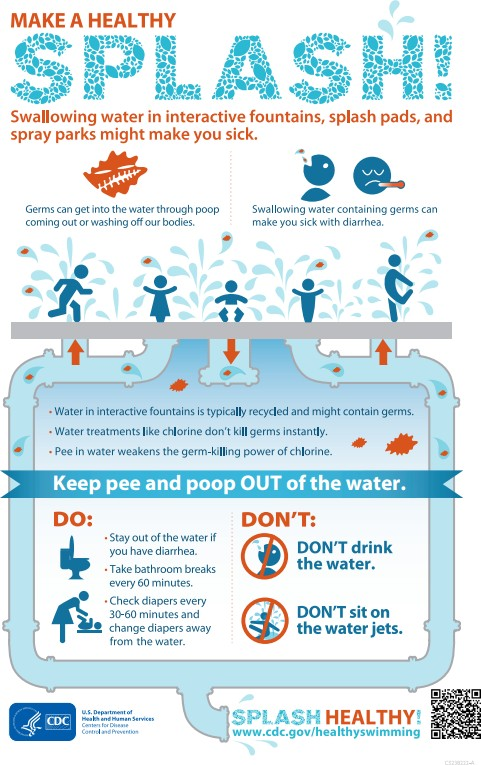 MAKE A HEALTHY
SPLASH!
Swallowing water in interactive fountains, splash pads, and
spray parks might make you sick.
Germs can get into the water through poop
coming out or washing off our bodies.
Swallowing water containing germs can
make you sick with diarrhea.
• Water in interactive fountains is typically recycled and might contain germs.
• Water treatments like chlorine don't kill germs instantly.
• Pee in water weakens the germ-killing power of chlorine.
Keep pee and poop OUT of the water.
DO:
• Stay out of the water if
you have diarrhea.
• Take bathroom breaks
every 60 minutes.
• Check diapers every
30-60 minutes and
change diapers away
from the water.
DON'T:
DON'T drink
the water.
DON'T sit on
the water jets.
CDC
U.S. Department of
Health and Human Services
Centers for Disease
Control and Prevention
SPLASH HEALTHY!
www.cdc.gov/healthyswimming